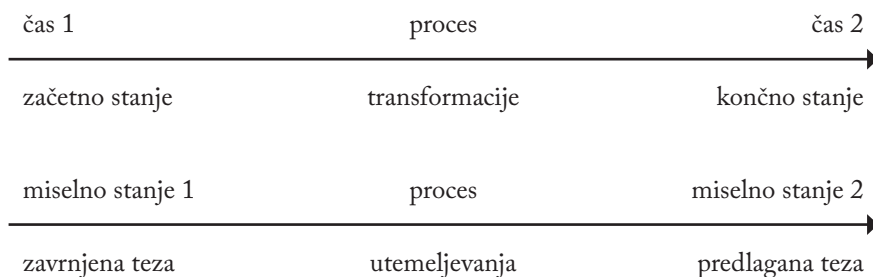 čas 1 proces čas 2
začetno stanje transformacije končno stanje
miselno stanje 1 proces miselno stanje 2
zavrnjena teza utemeljevanja predlagana teza